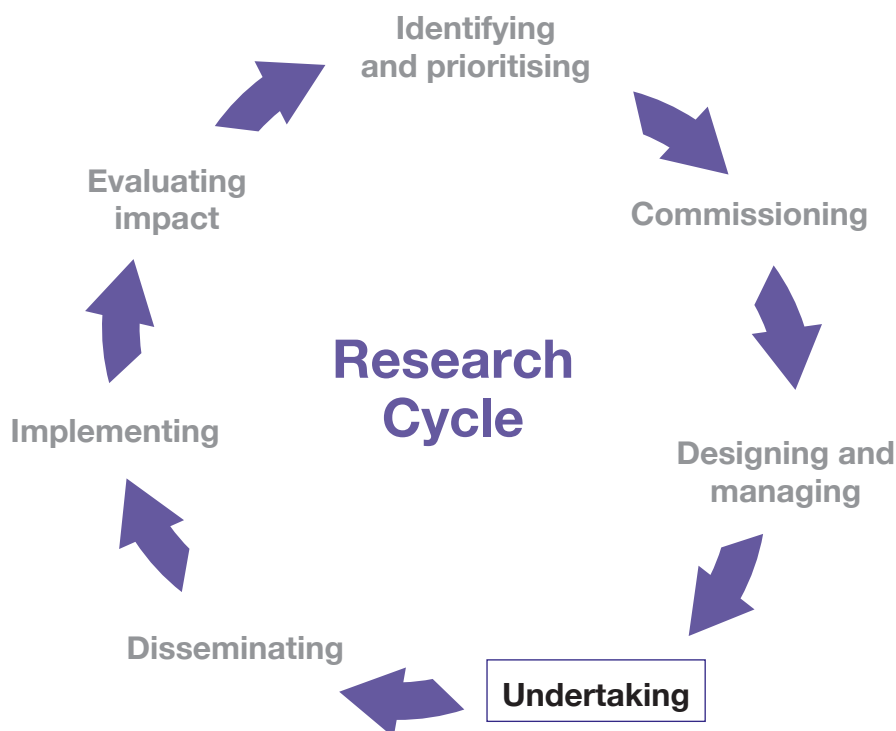 Identifying
and prioritising
Commissioning
Designing and
managing
Undertaking
Disseminating
Implementing
Evaluating
impact
Research
Cycle